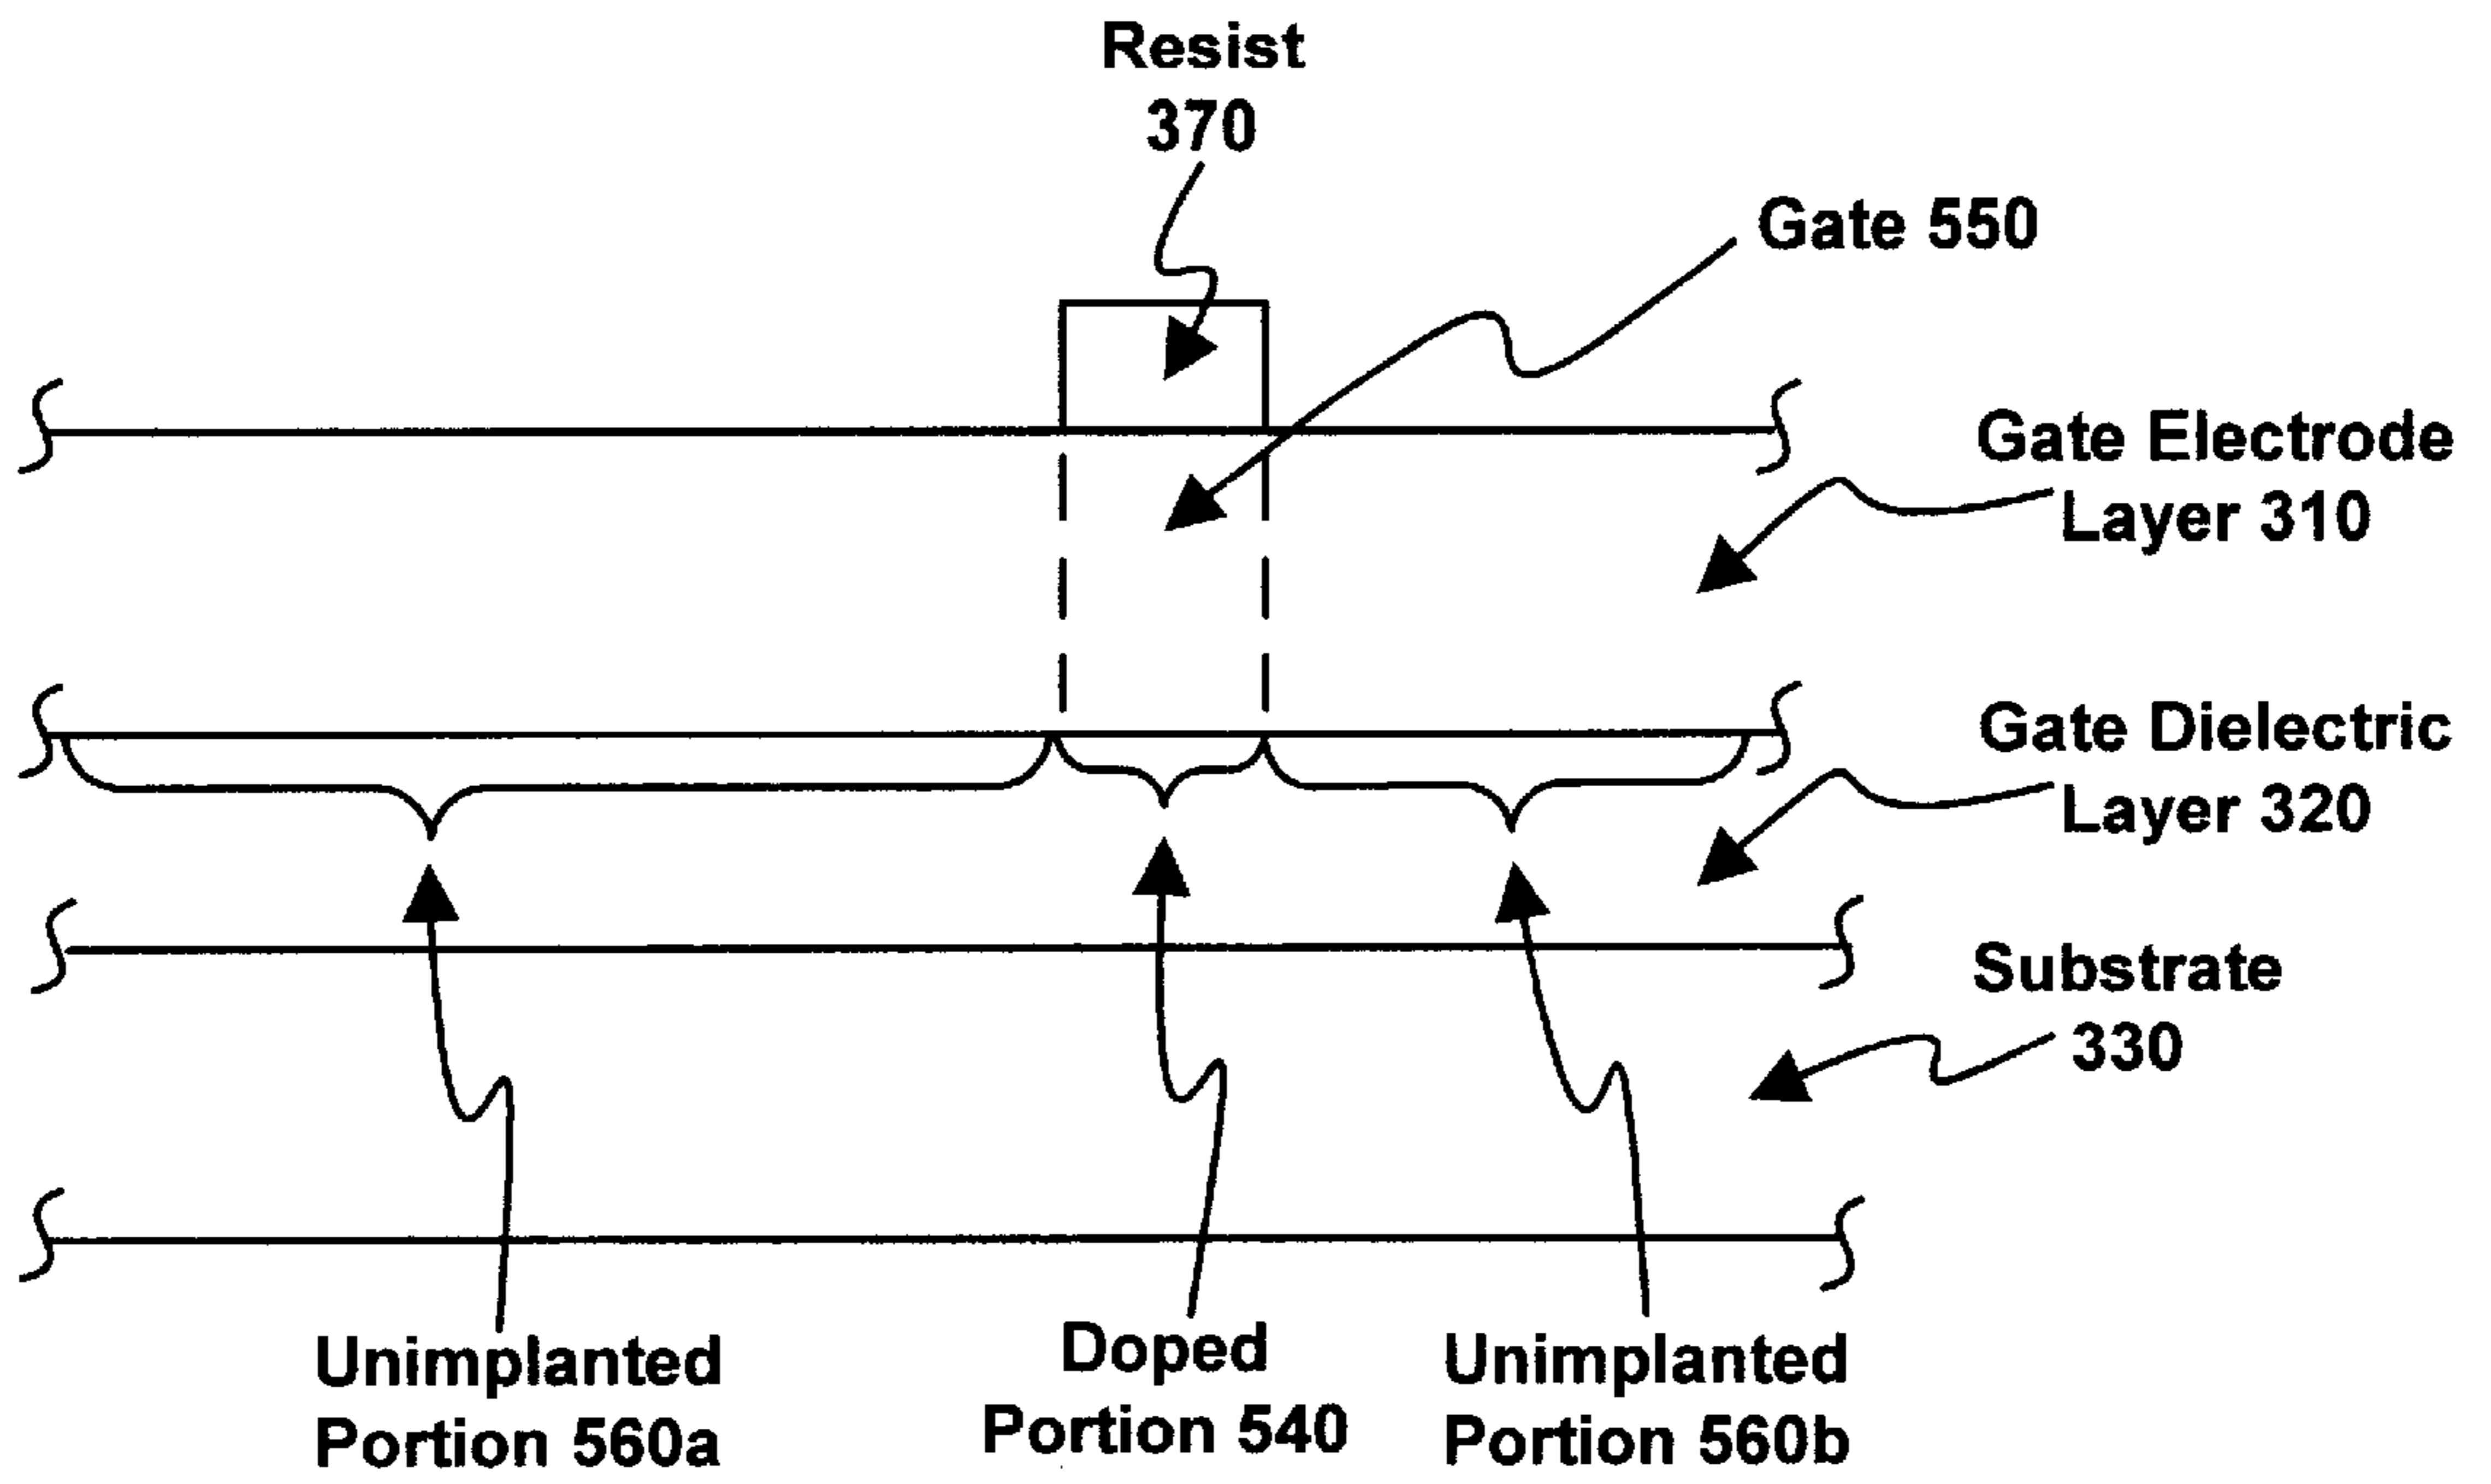 Resist
370
Gate 550
Gate Electrode
Layer 310
Gate Dielectric
Layer 320
Substrate
330
Unimplanted
Portion 560a
Doped
Portion 540
Unimplanted
Portion 560b